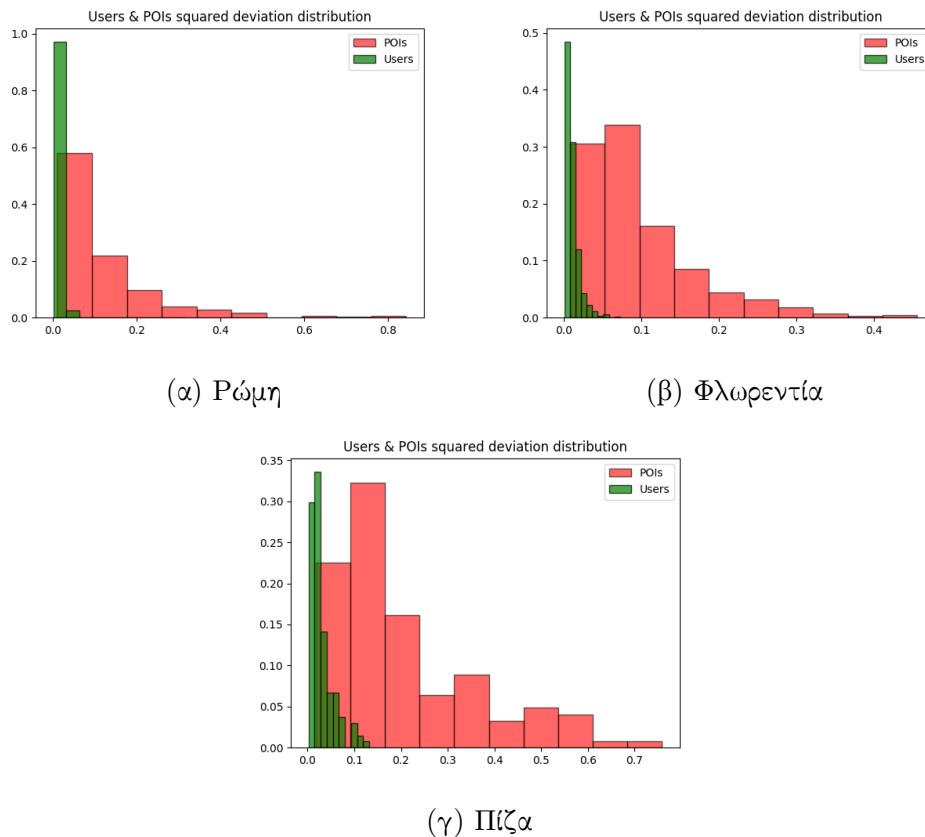 Users & POIs squared deviation distribution
1.0
0.8
0.6
0.4
0.2
0.0
0.0 0.2 0.4 0.6 0.8
POIs
Users
(α) Ρώμη
Users & POIs squared deviation distribution
0.5
0.4
0.3
0.2
0.1
0.0
0.0 0.1 0.2 0.3 0.4
POIs
Users
(β) Φλωρεντία
Users & POIs squared deviation distribution
0.35
0.30
0.25
0.20
0.15
0.10
0.05
0.00
0.0 0.1 0.2 0.3 0.4 0.5 0.6 0.7
POIs
Users
(γ) Πίζα